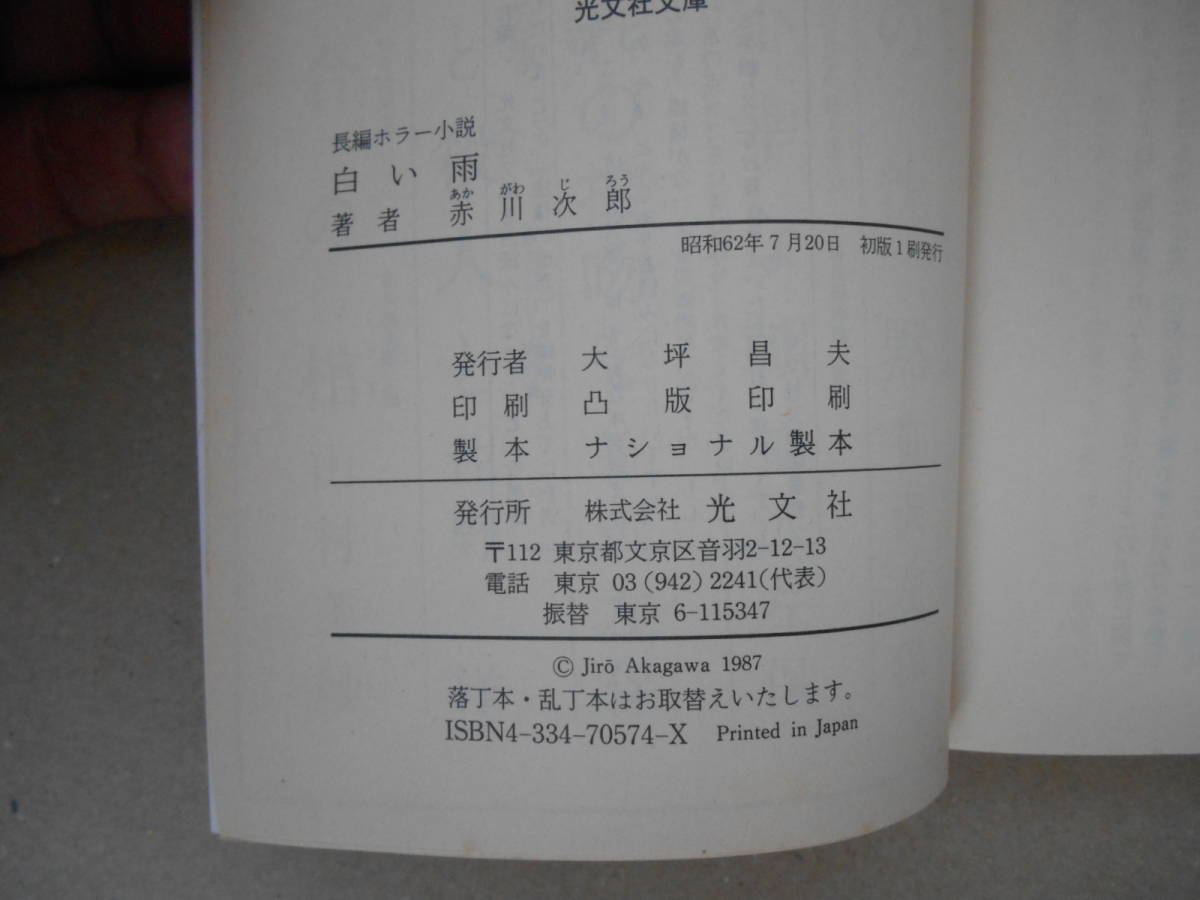 光文社文庫
長編ホラー小説
白い雨
著者 赤川次郎
あか がわ じ ろう
昭和62年7月20日 初版1刷発行
発行者 大坪昌夫
印刷 凸版印刷
製本 ナショナル製本
発行所 株式会社 光文社
〒112 東京都文京区音羽2-12-13
電話 東京 03(942)2241(代表)
振替 東京 6-115347
© Jirō Akagawa 1987
落丁本・乱丁本はお取替えいたします。
ISBN4-334-70574-X Printed in Japan